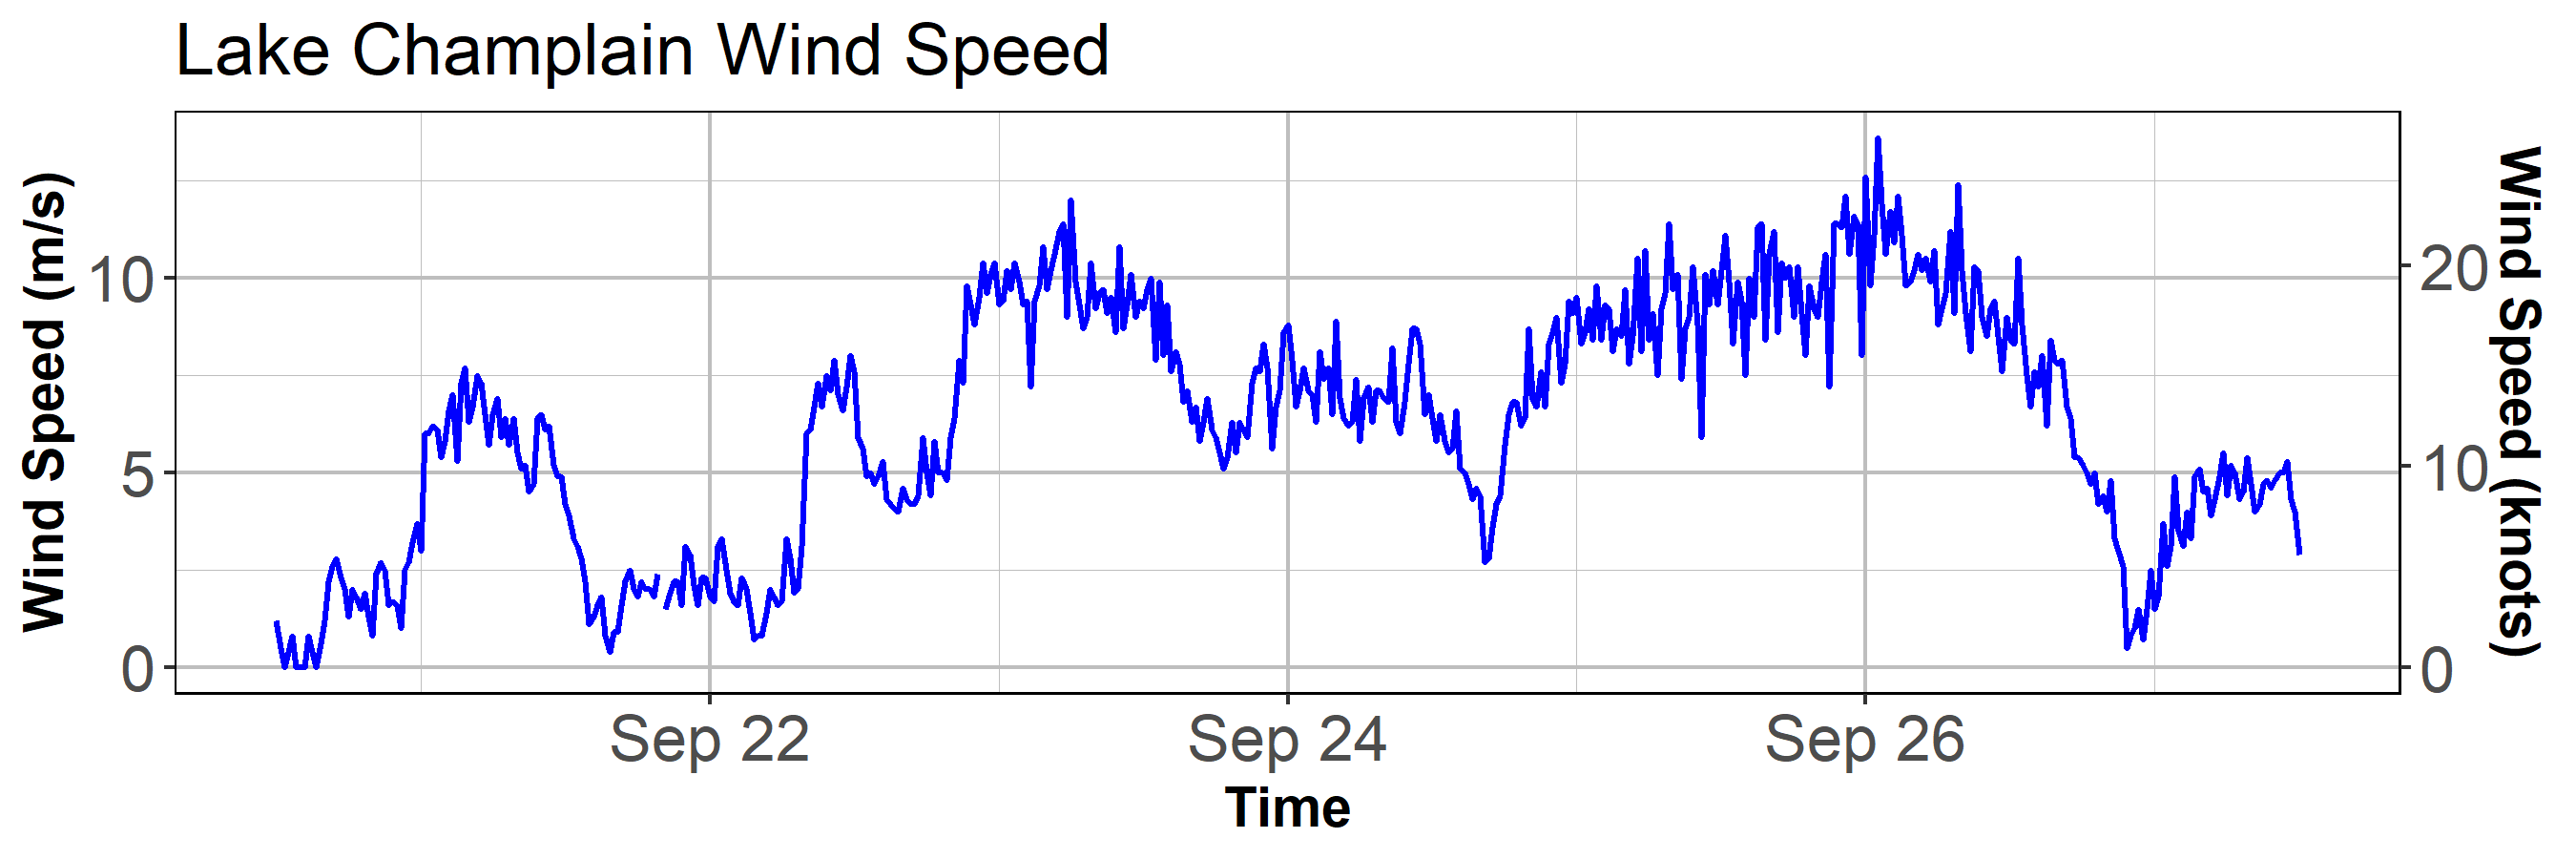 Lake Champlain Wind Speed
Wind Speed (m/s)
10
5
0
20
10
0
Wind Speed (knots)
Sep 22
Sep 24
Sep 26
Time